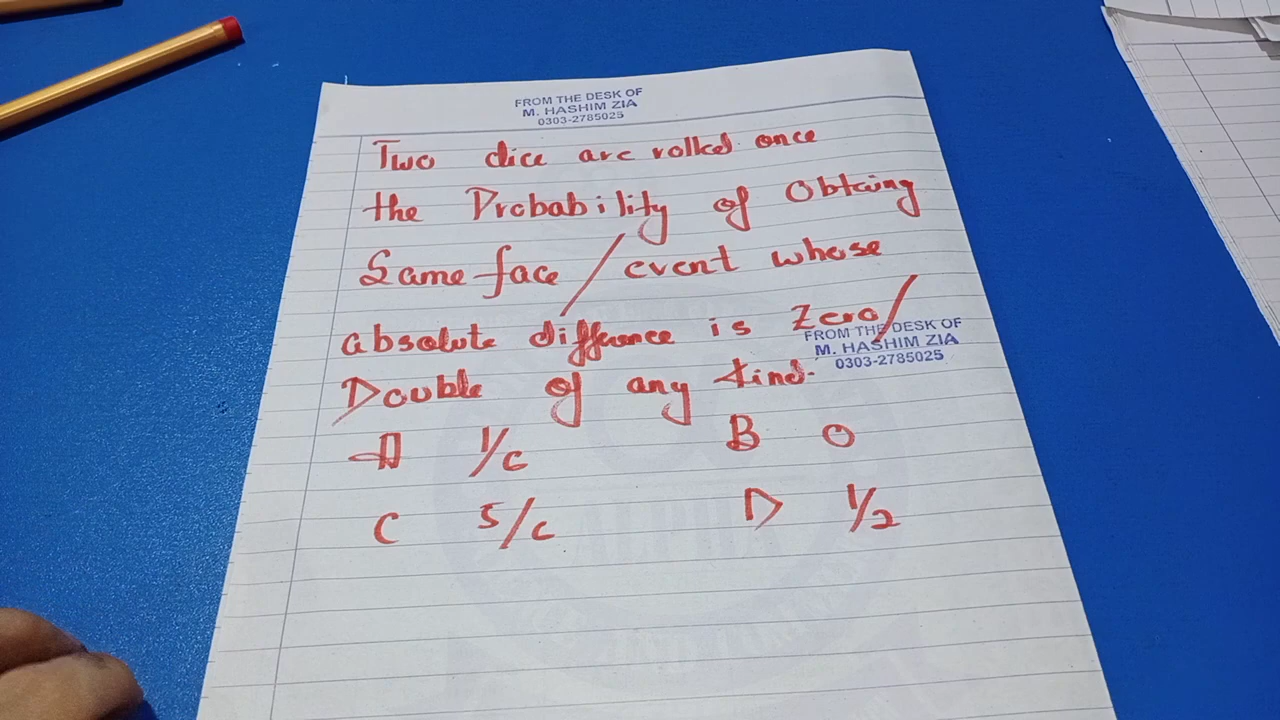 FROM THE DESK OF
M. HASHIM ZIA
0303-2785025
Two dice are rolled once
the Probability of Obtaing
Same face / event whose
absolute difference is Zero/
FROM THE DESK OF
M. HASHIM ZIA
0303-2785025
Double of any kind.
A 1/6 B 0
C 5/6 D 1/2